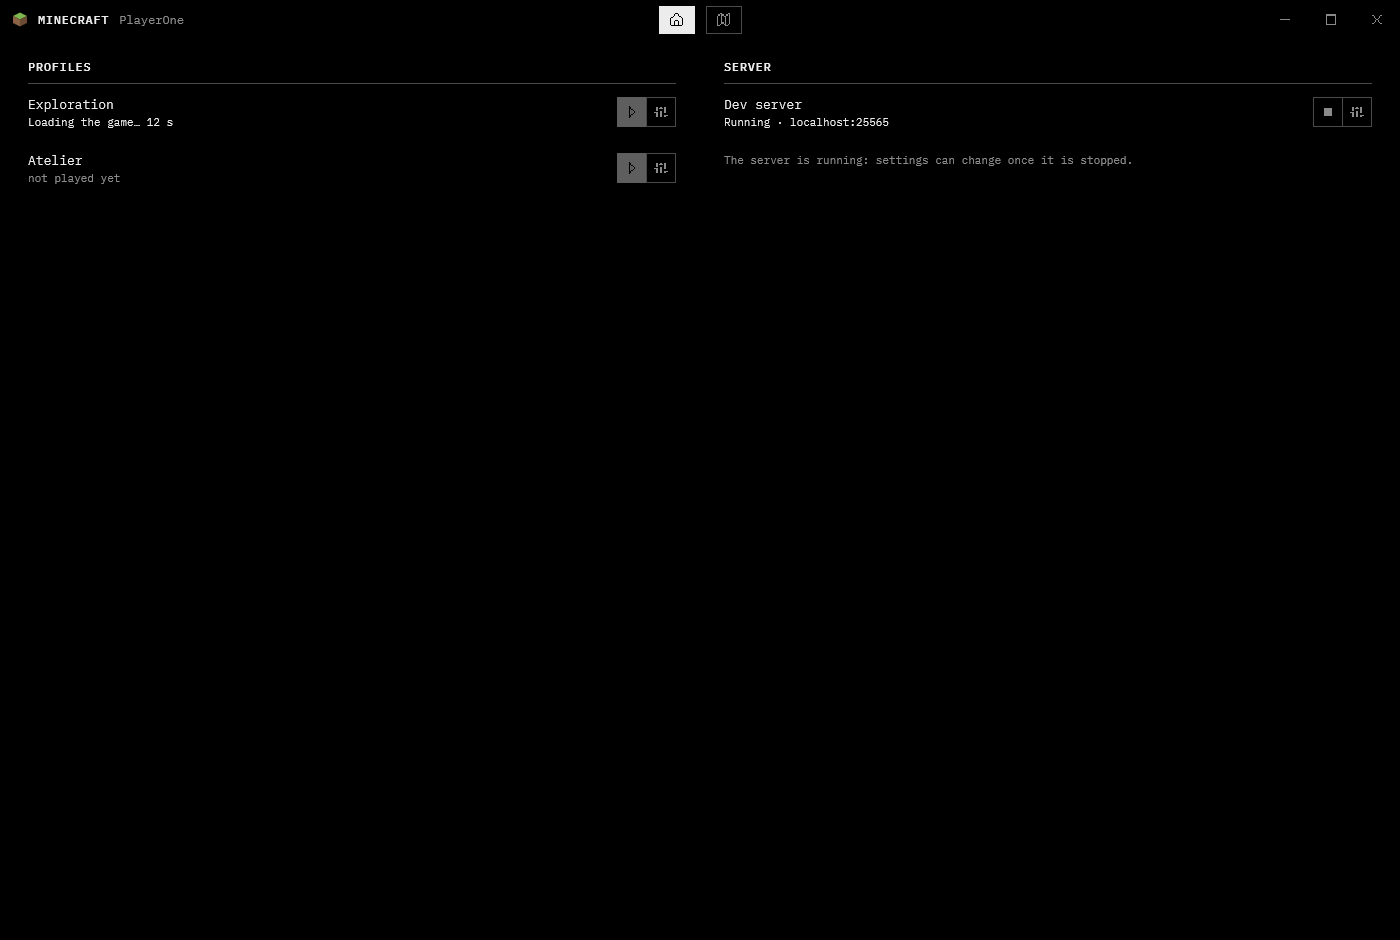 MINECRAFT PlayerOne
PROFILES
Exploration
Loading the game… 12 s
Atelier
not played yet
SERVER
Dev server
Running · localhost:25565
The server is running: settings can change once it is stopped.